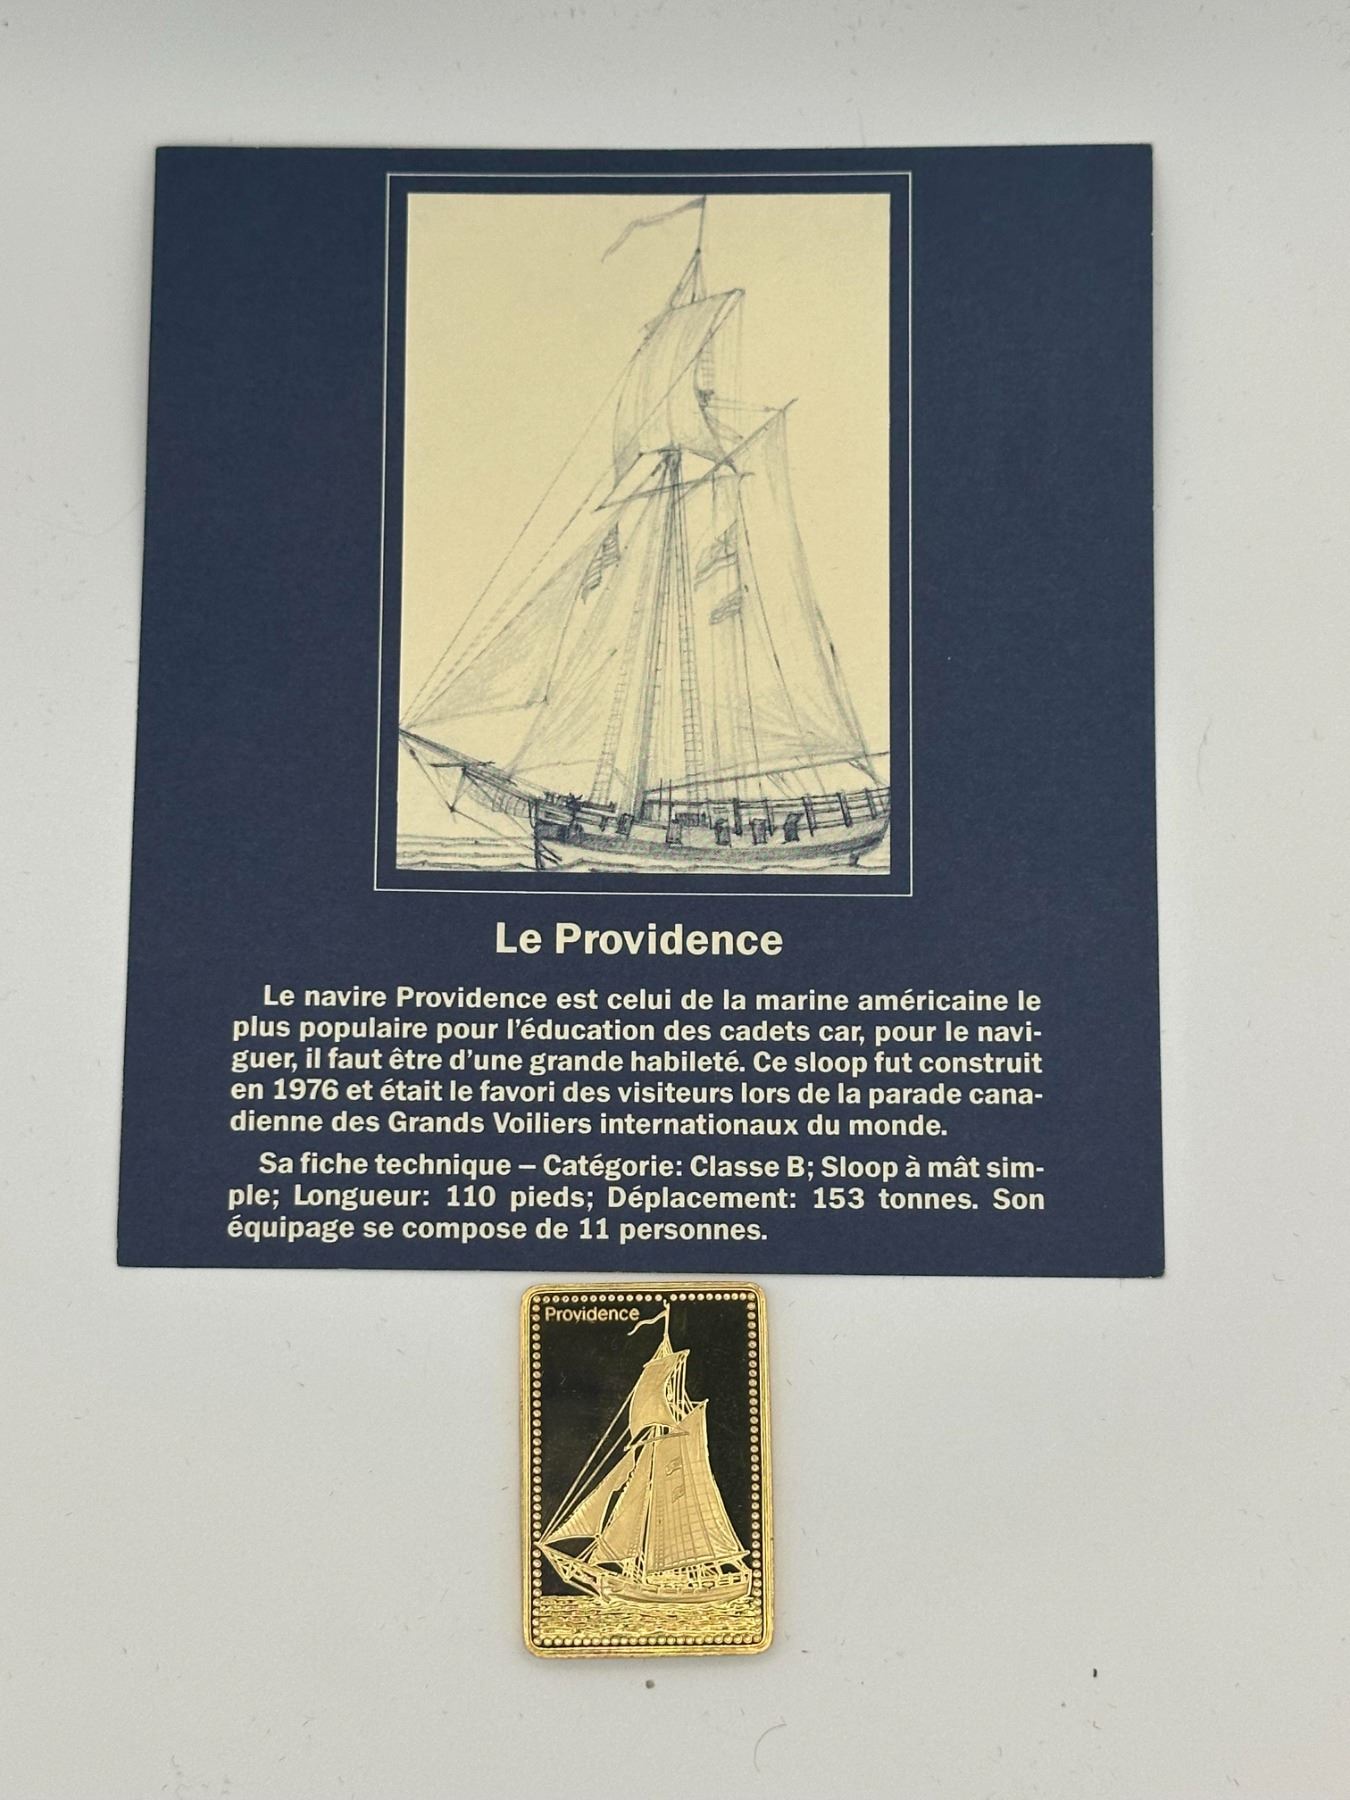 Le Providence
Le navire Providence est celui de la marine américaine le
plus populaire pour l'éducation des cadets car, pour le navi-
guer, il faut être d'une grande habileté. Ce sloop fut construit
en 1976 et était le favori des visiteurs lors de la parade cana-
dienne des Grands Voiliers internationaux du monde.
Sa fiche technique – Catégorie: Classe B; Sloop à mât sim-
ple; Longueur: 110 pieds; Déplacement: 153 tonnes. Son
équipage se compose de 11 personnes.
Providence